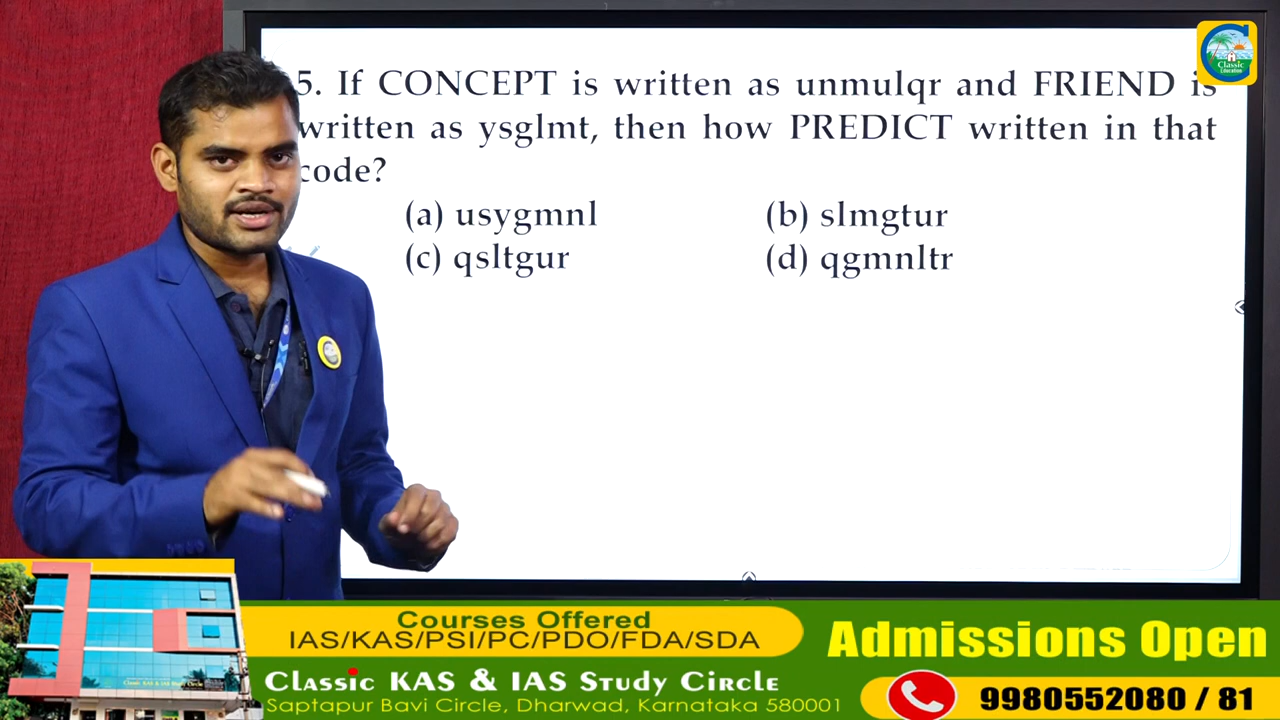 5. If CONCEPT is written as unmulqr and FRIEND is
written as ysglmt, then how PREDICT written in that
code?
(a) usygmnl (b) slmgtur
(c) qsltgur (d) qgmnltr
Classic
Education
Courses Offered
IAS/KAS/PSI/PC/PDO/FDA/SDA
Admissions Open
Classic KAS & IAS Study Circle
Saptapur Bavi Circle, Dharwad, Karnataka 580001
9980552080 / 81